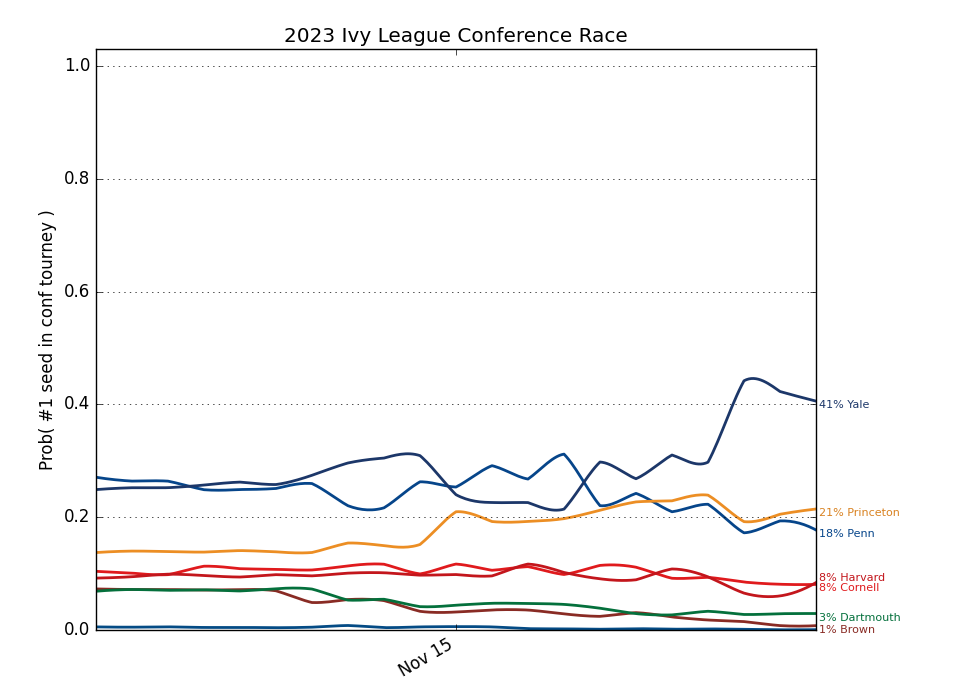 2023 Ivy League Conference Race
Prob( #1 seed in conf tourney )
1.0
0.8
0.6
0.4
0.2
0.0
41% Yale
21% Princeton
18% Penn
8% Harvard
8% Cornell
3% Dartmouth
1% Brown
Nov 15